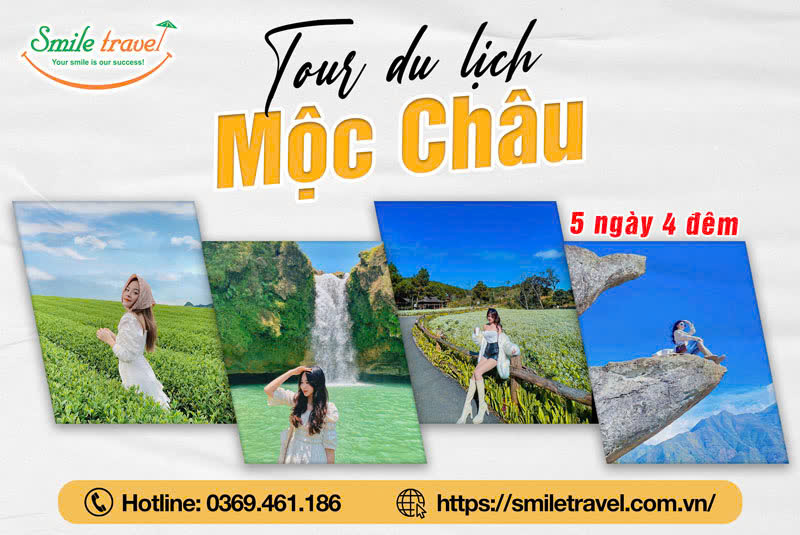 Smile travel
Your smile is our success!
Tour du lịch
Mộc Châu
5 ngày 4 đêm
Hotline: 0369.461.186
https://smiletravel.com.vn/